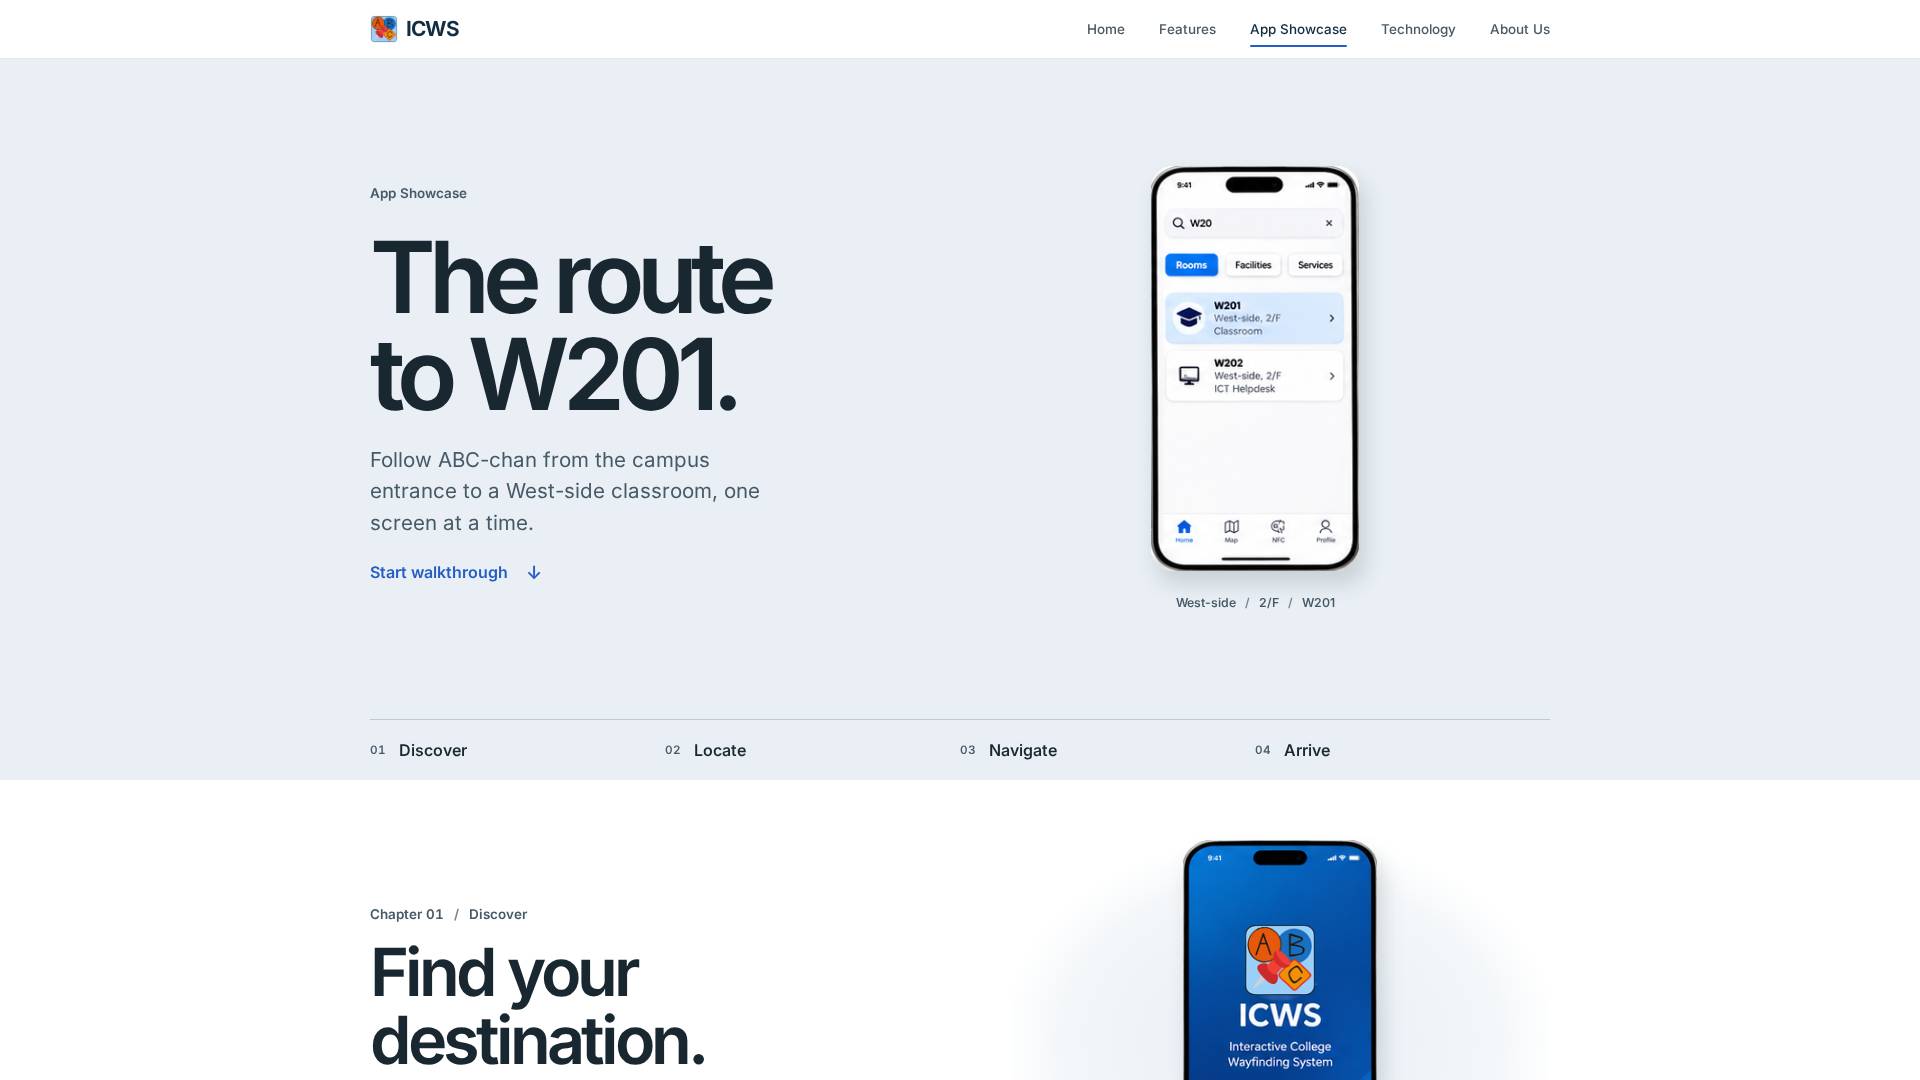 ICWS
Home
Features
App Showcase
Technology
About Us
App Showcase
The route
to W201.
Follow ABC-chan from the campus
entrance to a West-side classroom, one
screen at a time.
Start walkthrough
9:41
W20
Rooms
Facilities
Services
W201
West-side, 2/F
Classroom
W202
West-side, 2/F
ICT Helpdesk
Home
Map
NFC
Profile
West-side / 2/F / W201
01 Discover
02 Locate
03 Navigate
04 Arrive
Chapter 01 / Discover
Find your
destination.
9:41
A B
C
ICWS
Interactive College
Wayfinding System